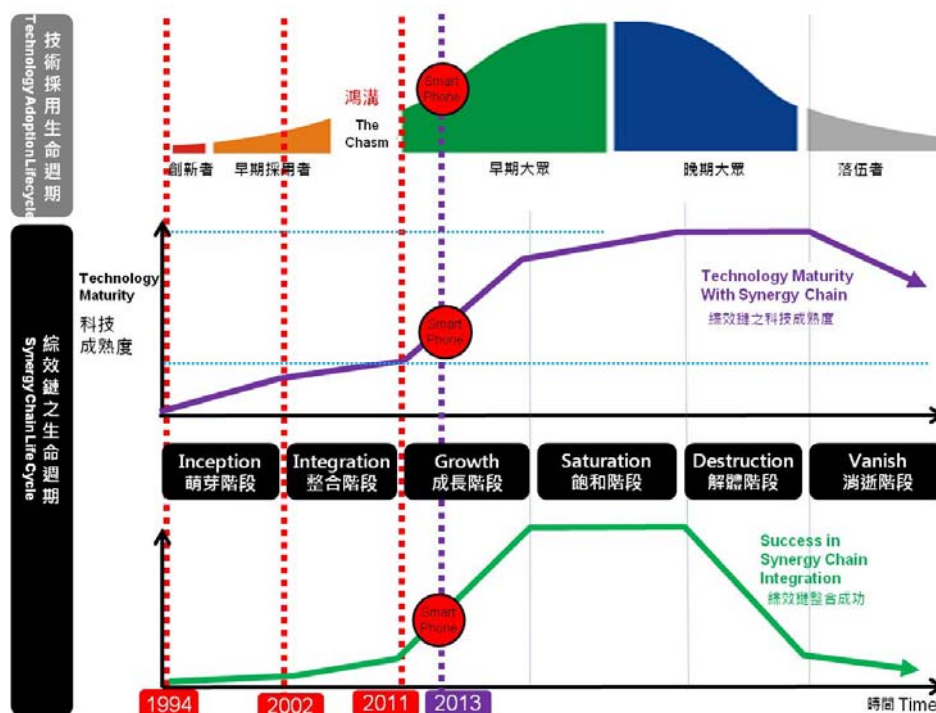 技術採用生命週期
Technology Adoption Lifecycle
鴻溝
The
Chasm
Smart
Phone
創新者
早期採用者
早期大眾
晚期大眾
落伍者
綜效鏈之生命週期
Synergy Chain Life Cycle
Technology
Maturity
科技
成熟度
Smart
Phone
Technology Maturity
With Synergy Chain
綜效鏈之科技成熟度
Inception
萌芽階段
Integration
整合階段
Growth
成長階段
Saturation
飽和階段
Destruction
解體階段
Vanish
消逝階段
Success in
Synergy Chain
Integration
綜效鏈整合成功
Smart
Phone
1994
2002
2011
2013
時間 Time